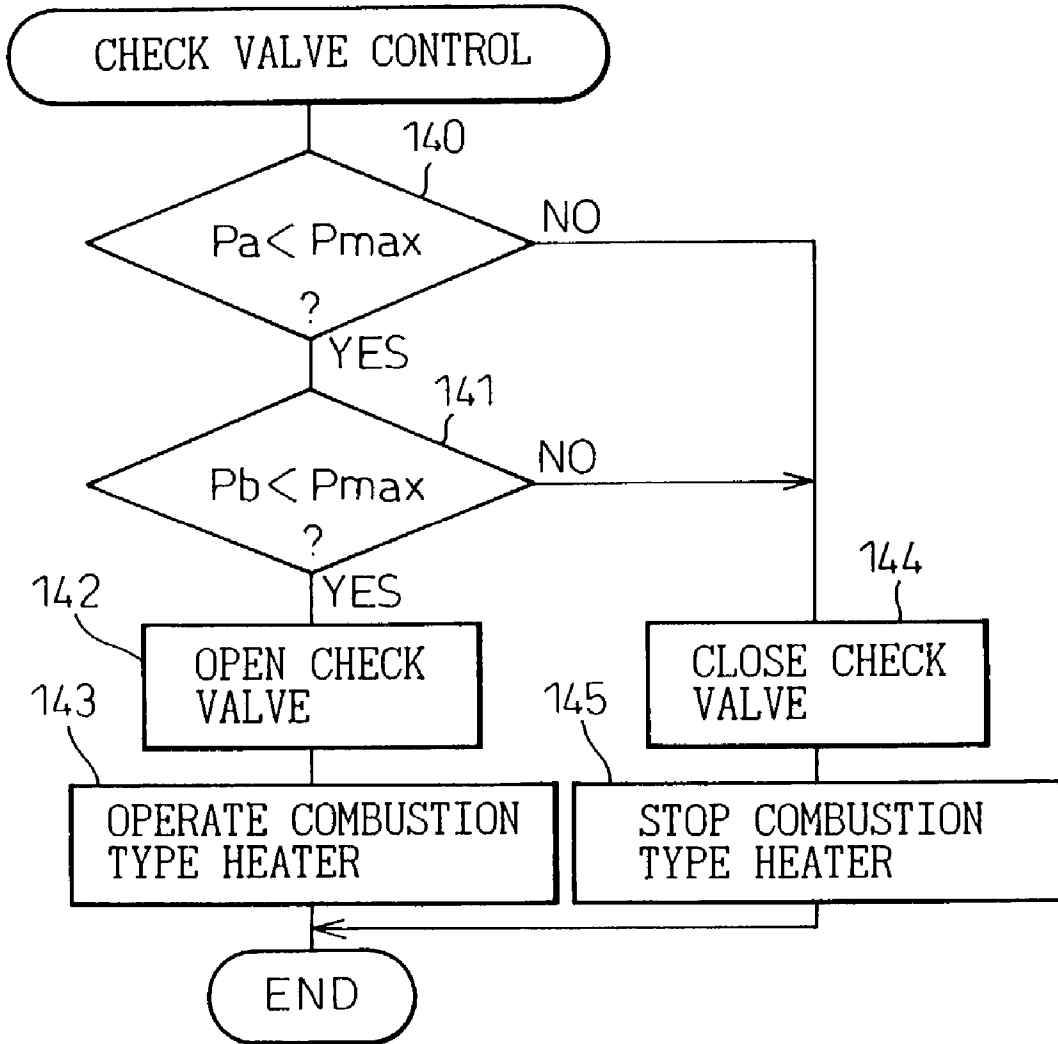 CHECK VALVE CONTROL
140
Pa < Pmax
?
NO
YES
141
Pb < Pmax
?
NO
YES
142
OPEN CHECK
VALVE
144
CLOSE CHECK
VALVE
143
OPERATE COMBUSTION
TYPE HEATER
145
STOP COMBUSTION
TYPE HEATER
END